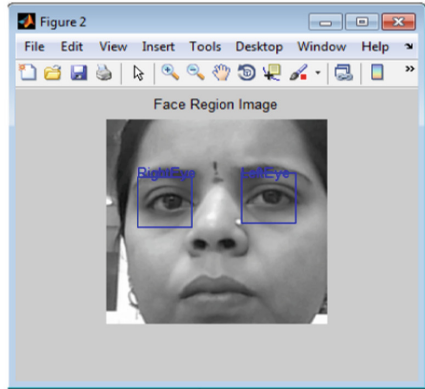 Figure 2
File Edit View Insert Tools Desktop Window Help
Face Region Image
RightEye LeftEye